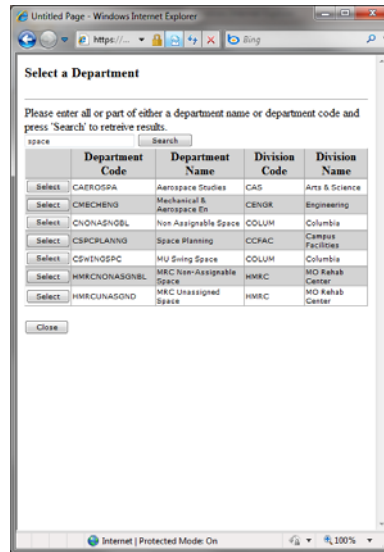 Untitled Page - Windows Internet Explorer
https://...
Bing
Select a Department
Please enter all or part of either a department name or department code and
press 'Search' to retreive results.
space Search
Department Code Department Name Division Code Division Name
Select CAEROSPA Aerospace Studies CAS Arts & Science
Select CMECHENG Mechanical & Aerospace En CENGR Engineering
Select CNONASNGBL Non Assignable Space COLUM Columbia
Select CSPCPLANNG Space Planning CCFAC Campus Facilities
Select CSWINGSPC MU Swing Space COLUM Columbia
Select HMRCNONASGNBL MRC Non-Assignable Space HMRC MO Rehab Center
Select HMRCUNASGND MRC Unassigned Space HMRC MO Rehab Center
Close
Internet | Protected Mode: On 100%